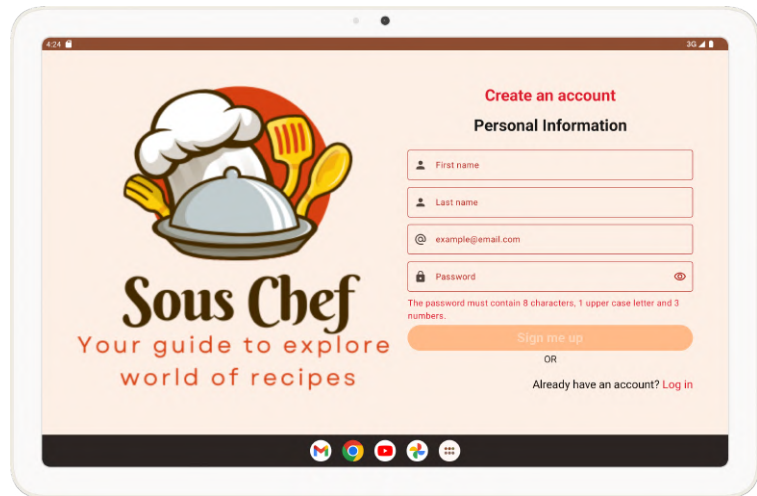 4:24
3G
Create an account
Personal Information
First name
Last name
example@email.com
Password
The password must contain 8 characters, 1 upper case letter and 3
numbers.
Sign me up
OR
Already have an account? Log in
Sous Chef
Your guide to explore
world of recipes